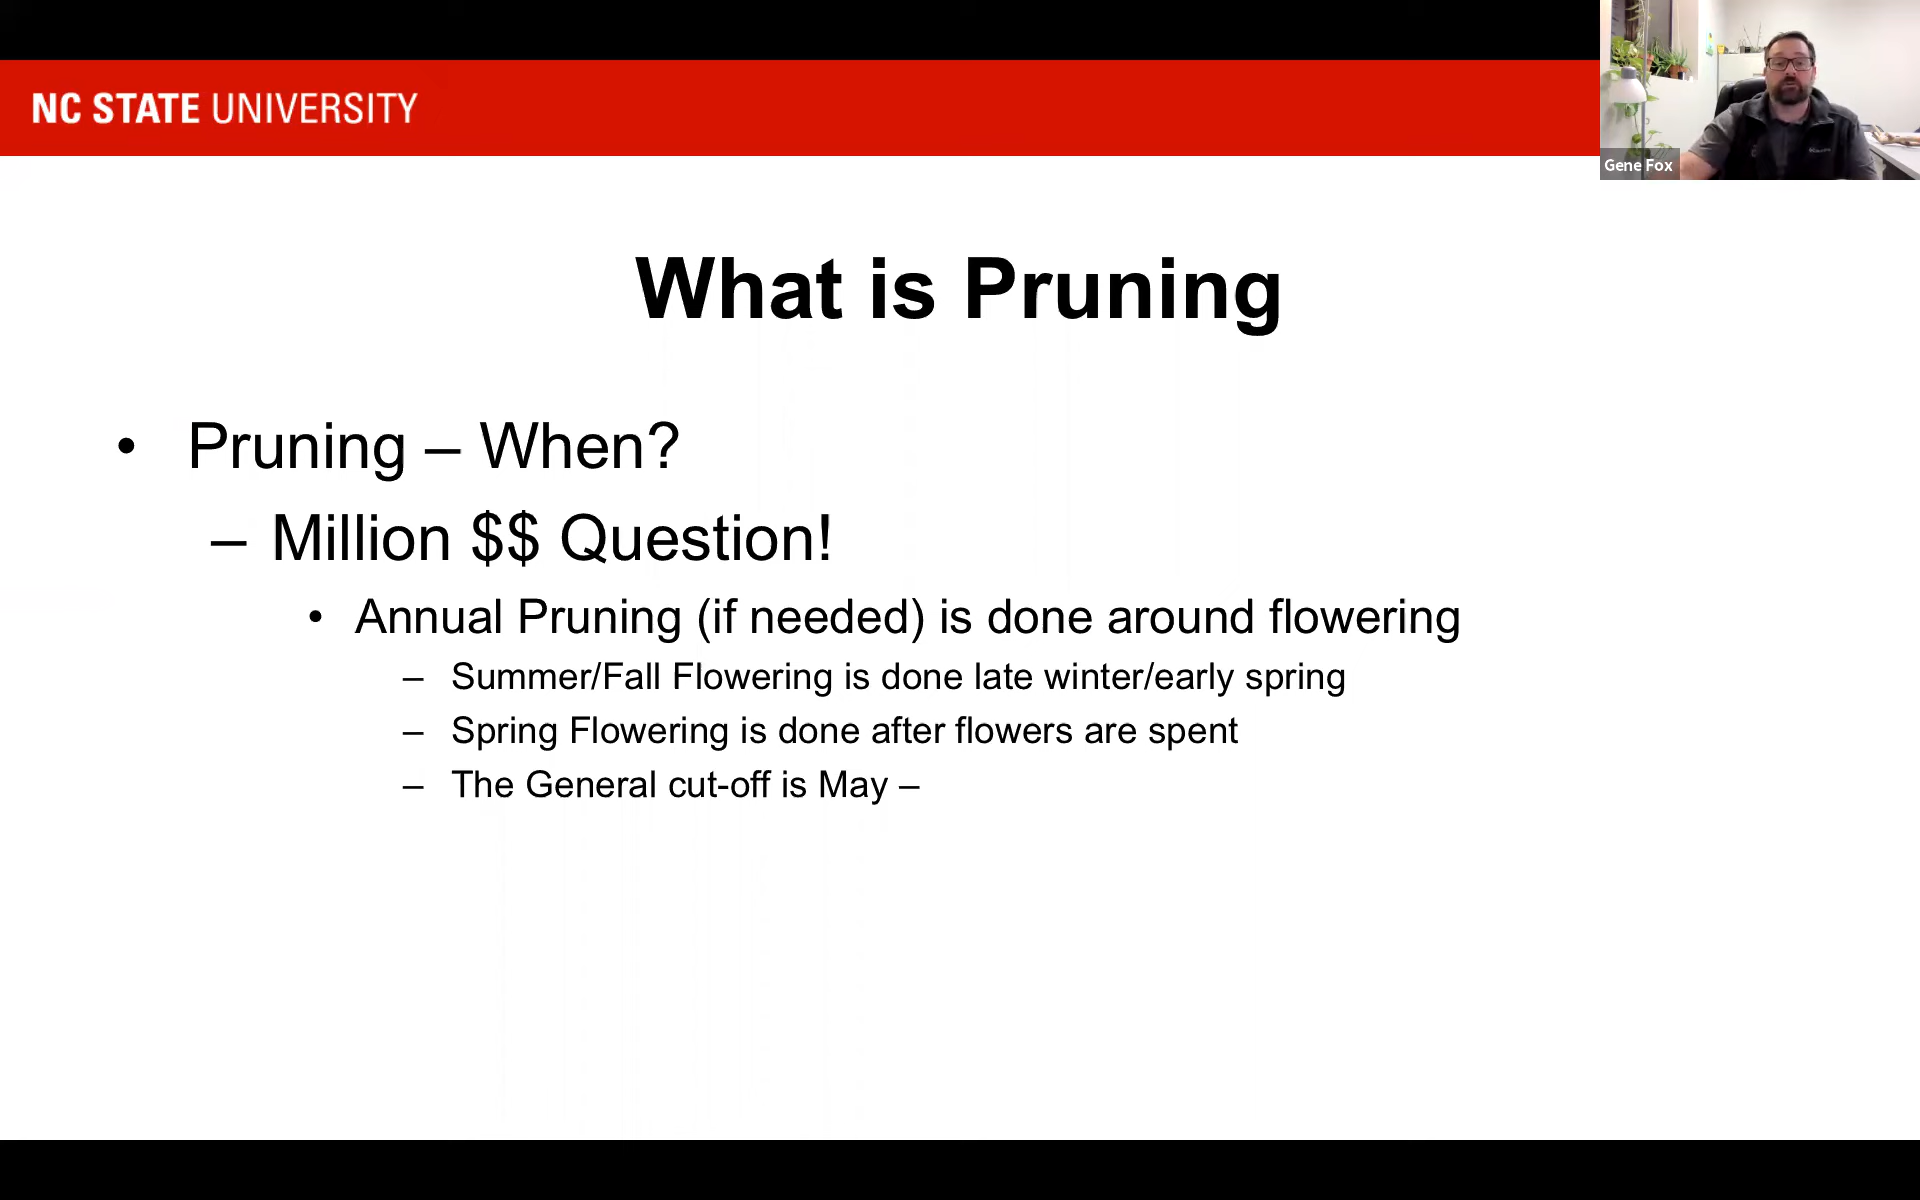 NC STATE UNIVERSITY
Gene Fox
What is Pruning
• Pruning – When?
– Million $$ Question!
• Annual Pruning (if needed) is done around flowering
– Summer/Fall Flowering is done late winter/early spring
– Spring Flowering is done after flowers are spent
– The General cut-off is May –